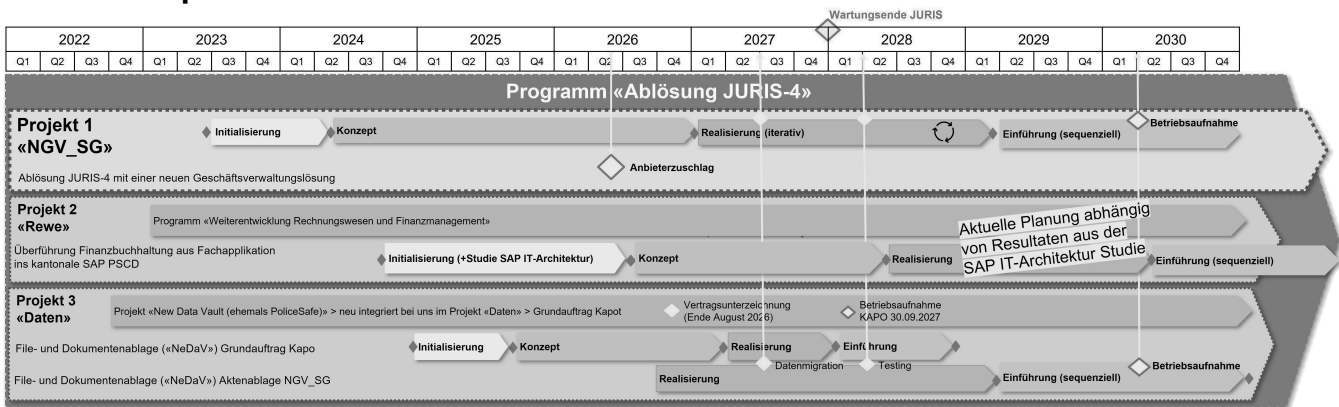 Wartungsende JURIS
2022 2023 2024 2025 2026 2027 2028 2029 2030
Q1 Q2 Q3 Q4 Q1 Q2 Q3 Q4 Q1 Q2 Q3 Q4 Q1 Q2 Q3 Q4 Q1 Q2 Q3 Q4 Q1 Q2 Q3 Q4 Q1 Q2 Q3 Q4 Q1 Q2 Q3 Q4 Q1 Q2 Q3 Q4
Programm «Ablösung JURIS-4»
Projekt 1
«NGV_SG»
Initialisierung
Konzept
Realisierung (iterativ)
Einführung (sequenziell)
Betriebsaufnahme
Anbieterzuschlag
Ablösung JURIS-4 mit einer neuen Geschäftsverwaltungslösung
Projekt 2
«Rewe»
Programm «Weiterentwicklung Rechnungswesen und Finanzmanagement»
Überführung Finanzbuchhaltung aus Fachapplikation
ins kantonale SAP PSCD
Initialisierung (+Studie SAP IT-Architektur)
Konzept
Realisierung
Aktuelle Planung abhängig
von Resultaten aus der
SAP IT-Architektur Studie
Einführung (sequenziell)
Projekt 3
«Daten»
Projekt «New Data Vault (ehemals PoliceSafe)» > neu integriert bei uns im Projekt «Daten» > Grundauftrag Kapot
Vertragsunterzeichnung
(Ende August 2026)
Betriebsaufnahme
KAPO 30.09.2027
File- und Dokumentenablage («NeDaV») Grundauftrag Kapo
Initialisierung
Konzept
Realisierung
Einführung
Datenmigration
Testing
File- und Dokumentenablage («NeDaV») Aktenablage NGV_SG
Realisierung
Einführung (sequenziell)
Betriebsaufnahme